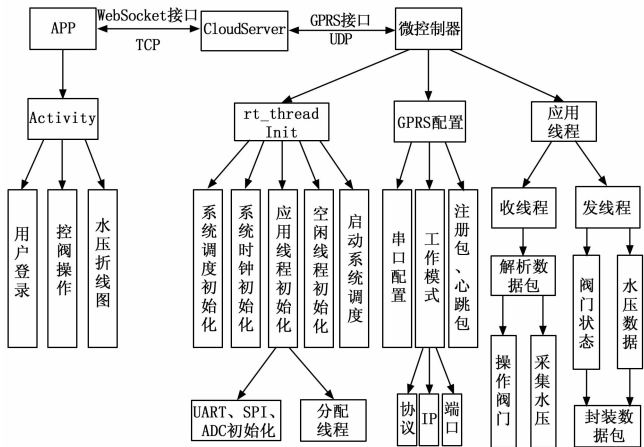 APP
WebSocket接口
TCP
CloudServer
GPRS接口
UDP
微控制器
Activity
rt_thread
Init
GPRS配置
应用
线程
用户登录
控阀操作
水压折线图
系统调度初始化
系统时钟初始化
应用线程初始化
空闲线程初始化
启动系统调度
串口配置
工作模式
注册包、心跳包
收线程
发线程
解析数
据包
阀门状态
水压数据
操作阀门
采集水压
UART、SPI、
ADC初始化
分配
线程
协议
IP
端口
封装数
据包